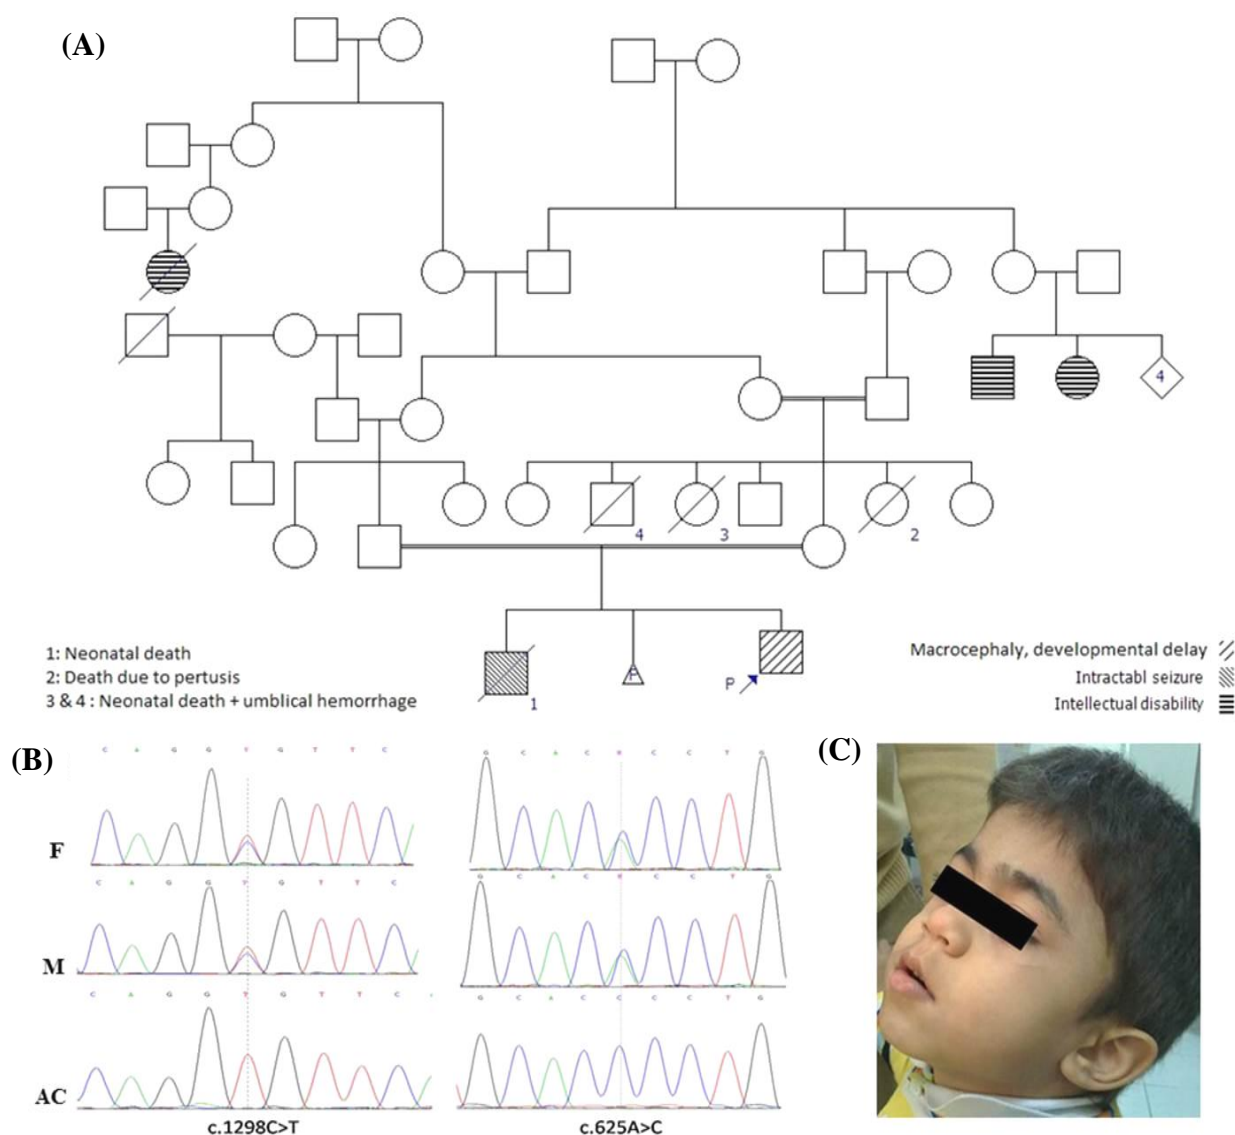 (A)
4
4
3
2
P
1
P
1: Neonatal death
2: Death due to pertusis
3 & 4 : Neonatal death + umblical hemorrhage
Macrocephaly, developmental delay
Intractabl seizure
Intellectual disability
(B)
(C)
C A G G Y G T T C
G C A C C C T G
F
C A G G Y G T T C
G C A C C C T G
M
C A G G T G T T C
G C A C C C C T G
AC
c.1298C>T
c.625A>C